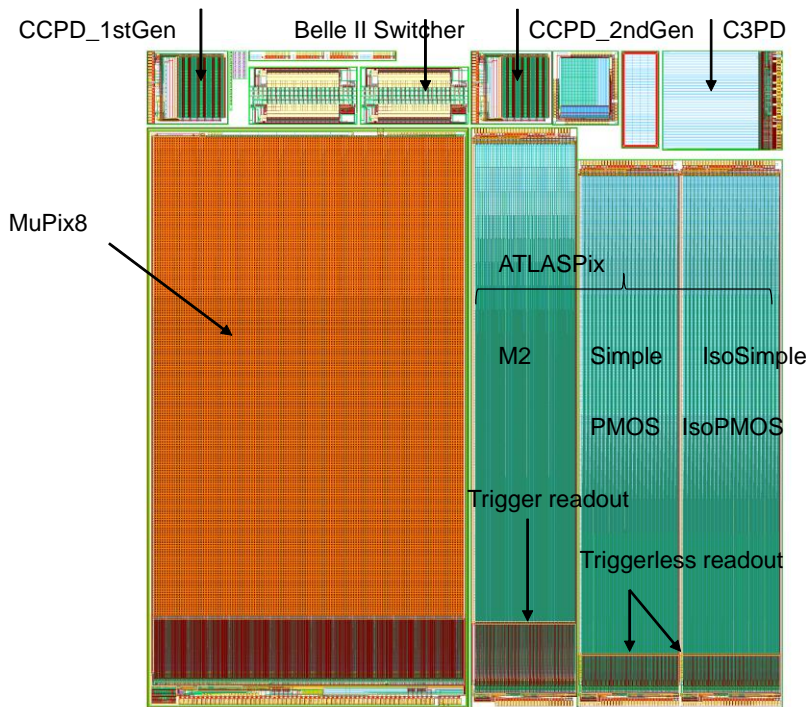 CCPD_1stGen
Belle II Switcher
CCPD_2ndGen
C3PD
MuPix8
ATLASPix
M2
Simple
IsoSimple
PMOS
IsoPMOS
Trigger readout
Triggerless readout